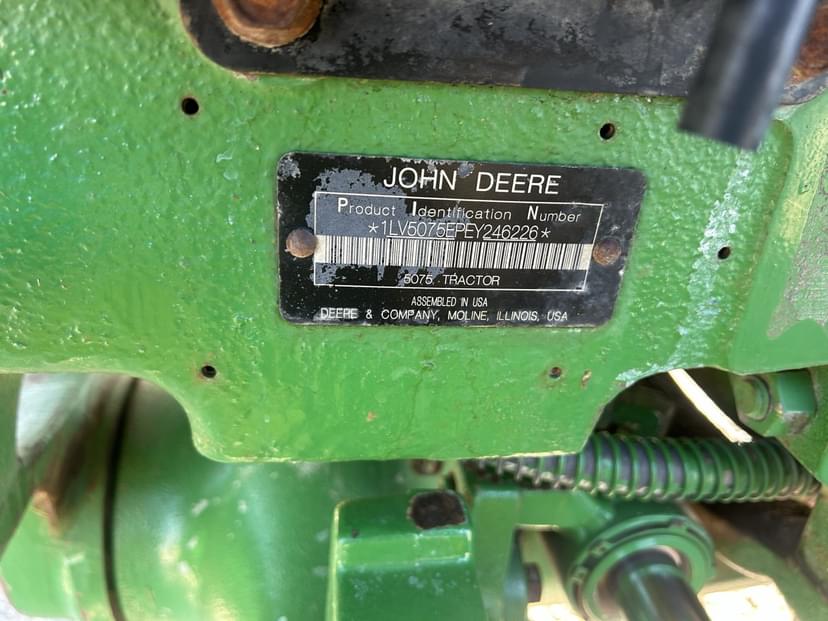 JOHN DEERE
Product Identification Number
*1LV5075EPEY246226*
5075 TRACTOR
ASSEMBLED IN USA
DEERE & COMPANY, MOLINE, ILLINOIS, USA